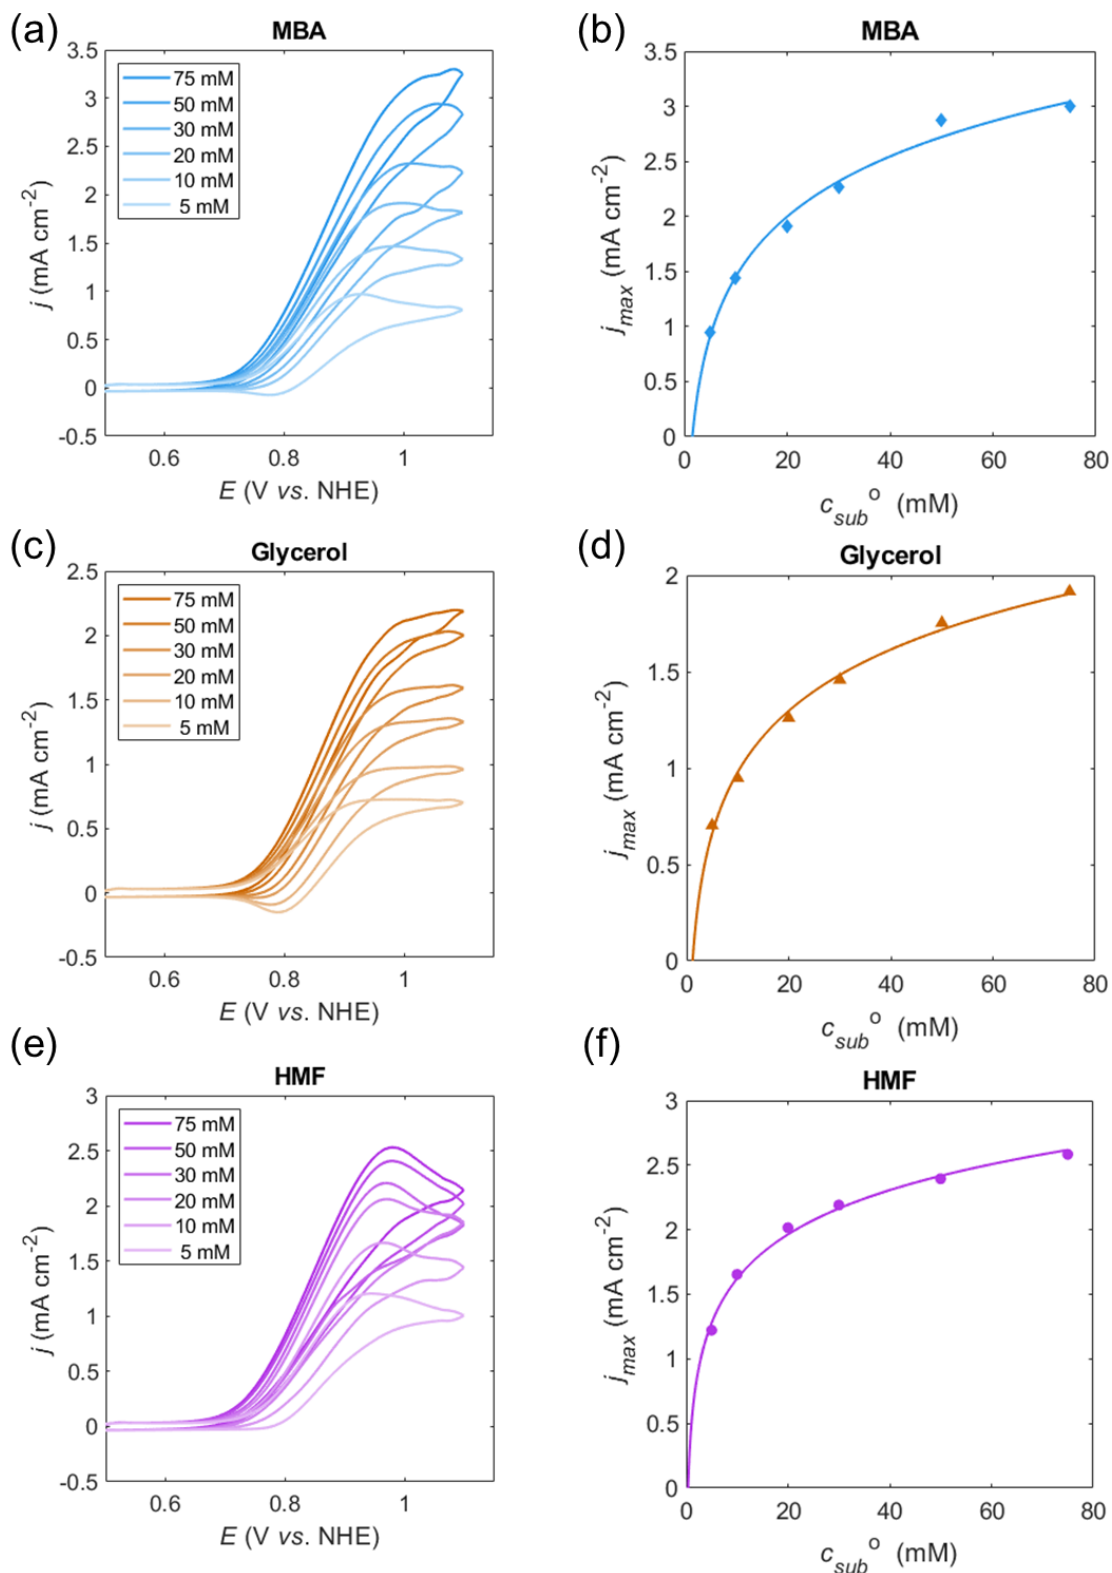 (a)
MBA
3.5
3
2.5
2
1.5
1
0.5
0
-0.5
75 mM
50 mM
30 mM
20 mM
10 mM
5 mM
j (mA cm-2)
0.6 0.8 1
E (V vs. NHE)
(b)
MBA
3.5
3
2.5
2
1.5
1
0.5
0
jmax (mA cm-2)
0 20 40 60 80
csubo (mM)
(c)
Glycerol
2.5
2
1.5
1
0.5
0
-0.5
75 mM
50 mM
30 mM
20 mM
10 mM
5 mM
j (mA cm-2)
0.6 0.8 1
E (V vs. NHE)
(d)
Glycerol
2
1.5
1
0.5
0
jmax (mA cm-2)
0 20 40 60 80
csubo (mM)
(e)
HMF
3
2.5
2
1.5
1
0.5
0
-0.5
75 mM
50 mM
30 mM
20 mM
10 mM
5 mM
j (mA cm-2)
0.6 0.8 1
E (V vs. NHE)
(f)
HMF
3
2.5
2
1.5
1
0.5
0
jmax (mA cm-2)
0 20 40 60 80
csubo (mM)